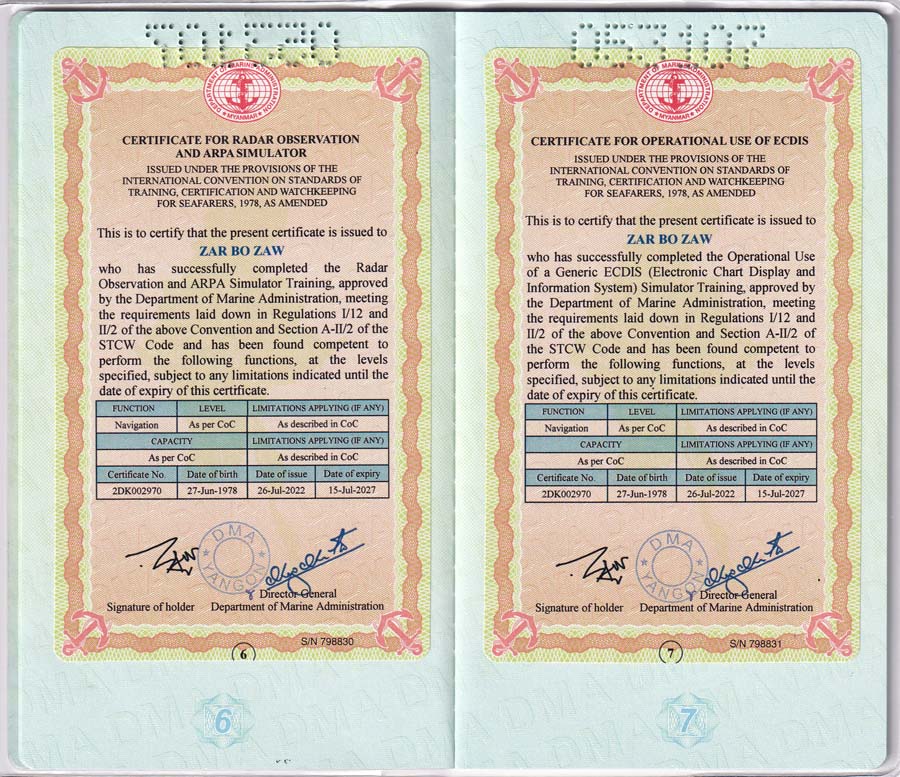 DEPARTMENT OF MARINE ADMINISTRATION
MYANMAR
CERTIFICATE FOR RADAR OBSERVATION
AND ARPA SIMULATOR
ISSUED UNDER THE PROVISIONS OF THE
INTERNATIONAL CONVENTION ON STANDARDS OF
TRAINING, CERTIFICATION AND WATCHKEEPING
FOR SEAFARERS, 1978, AS AMENDED
This is to certify that the present certificate is issued to
ZAR BO ZAW
who has successfully completed the Radar
Observation and ARPA Simulator Training, approved
by the Department of Marine Administration, meeting
the requirements laid down in Regulations I/12 and
II/2 of the above Convention and Section A-II/2 of the
STCW Code and has been found competent to
perform the following functions, at the levels
specified, subject to any limitations indicated until the
date of expiry of this certificate.
FUNCTION LEVEL LIMITATIONS APPLYING (IF ANY)
Navigation As per CoC As described in CoC
CAPACITY LIMITATIONS APPLYING (IF ANY)
As per CoC As described in CoC
Certificate No. Date of birth Date of issue Date of expiry
2DK002970 27-Jun-1978 26-Jul-2022 15-Jul-2027
DMA
YANGON
Director General
Signature of holder Department of Marine Administration
S/N 798830
6
6
DEPARTMENT OF MARINE ADMINISTRATION
MYANMAR
CERTIFICATE FOR OPERATIONAL USE OF ECDIS
ISSUED UNDER THE PROVISIONS OF THE
INTERNATIONAL CONVENTION ON STANDARDS OF
TRAINING, CERTIFICATION AND WATCHKEEPING
FOR SEAFARERS, 1978, AS AMENDED
This is to certify that the present certificate is issued to
ZAR BO ZAW
who has successfully completed the Operational Use
of a Generic ECDIS (Electronic Chart Display and
Information System) Simulator Training, approved by
the Department of Marine Administration, meeting
the requirements laid down in Regulations I/12 and
II/2 of the above Convention and Section A-II/2 of
the STCW Code and has been found competent to
perform the following functions, at the levels
specified, subject to any limitations indicated until the
date of expiry of this certificate.
FUNCTION LEVEL LIMITATIONS APPLYING (IF ANY)
Navigation As per CoC As described in CoC
CAPACITY LIMITATIONS APPLYING (IF ANY)
As per CoC As described in CoC
Certificate No. Date of birth Date of issue Date of expiry
2DK002970 27-Jun-1978 26-Jul-2022 15-Jul-2027
DMA
YANGON
Director General
Signature of holder Department of Marine Administration
S/N 798831
7
7